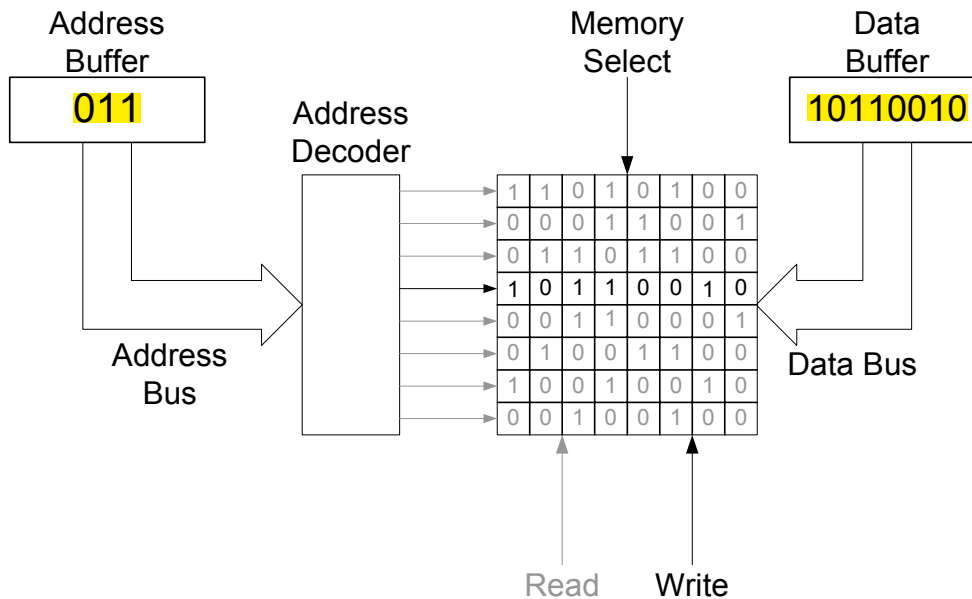 Address
Buffer
011
Memory
Select
Data
Buffer
10110010
Address
Decoder
1 1 0 1 0 1 0 0
0 0 0 1 1 0 0 1
0 1 1 0 1 1 0 0
1 0 1 1 0 0 1 0
0 0 1 1 0 0 0 1
0 1 0 0 1 1 0 0
1 0 0 1 0 0 1 0
0 0 1 0 0 1 0 0
Address
Bus
Data Bus
Read
Write